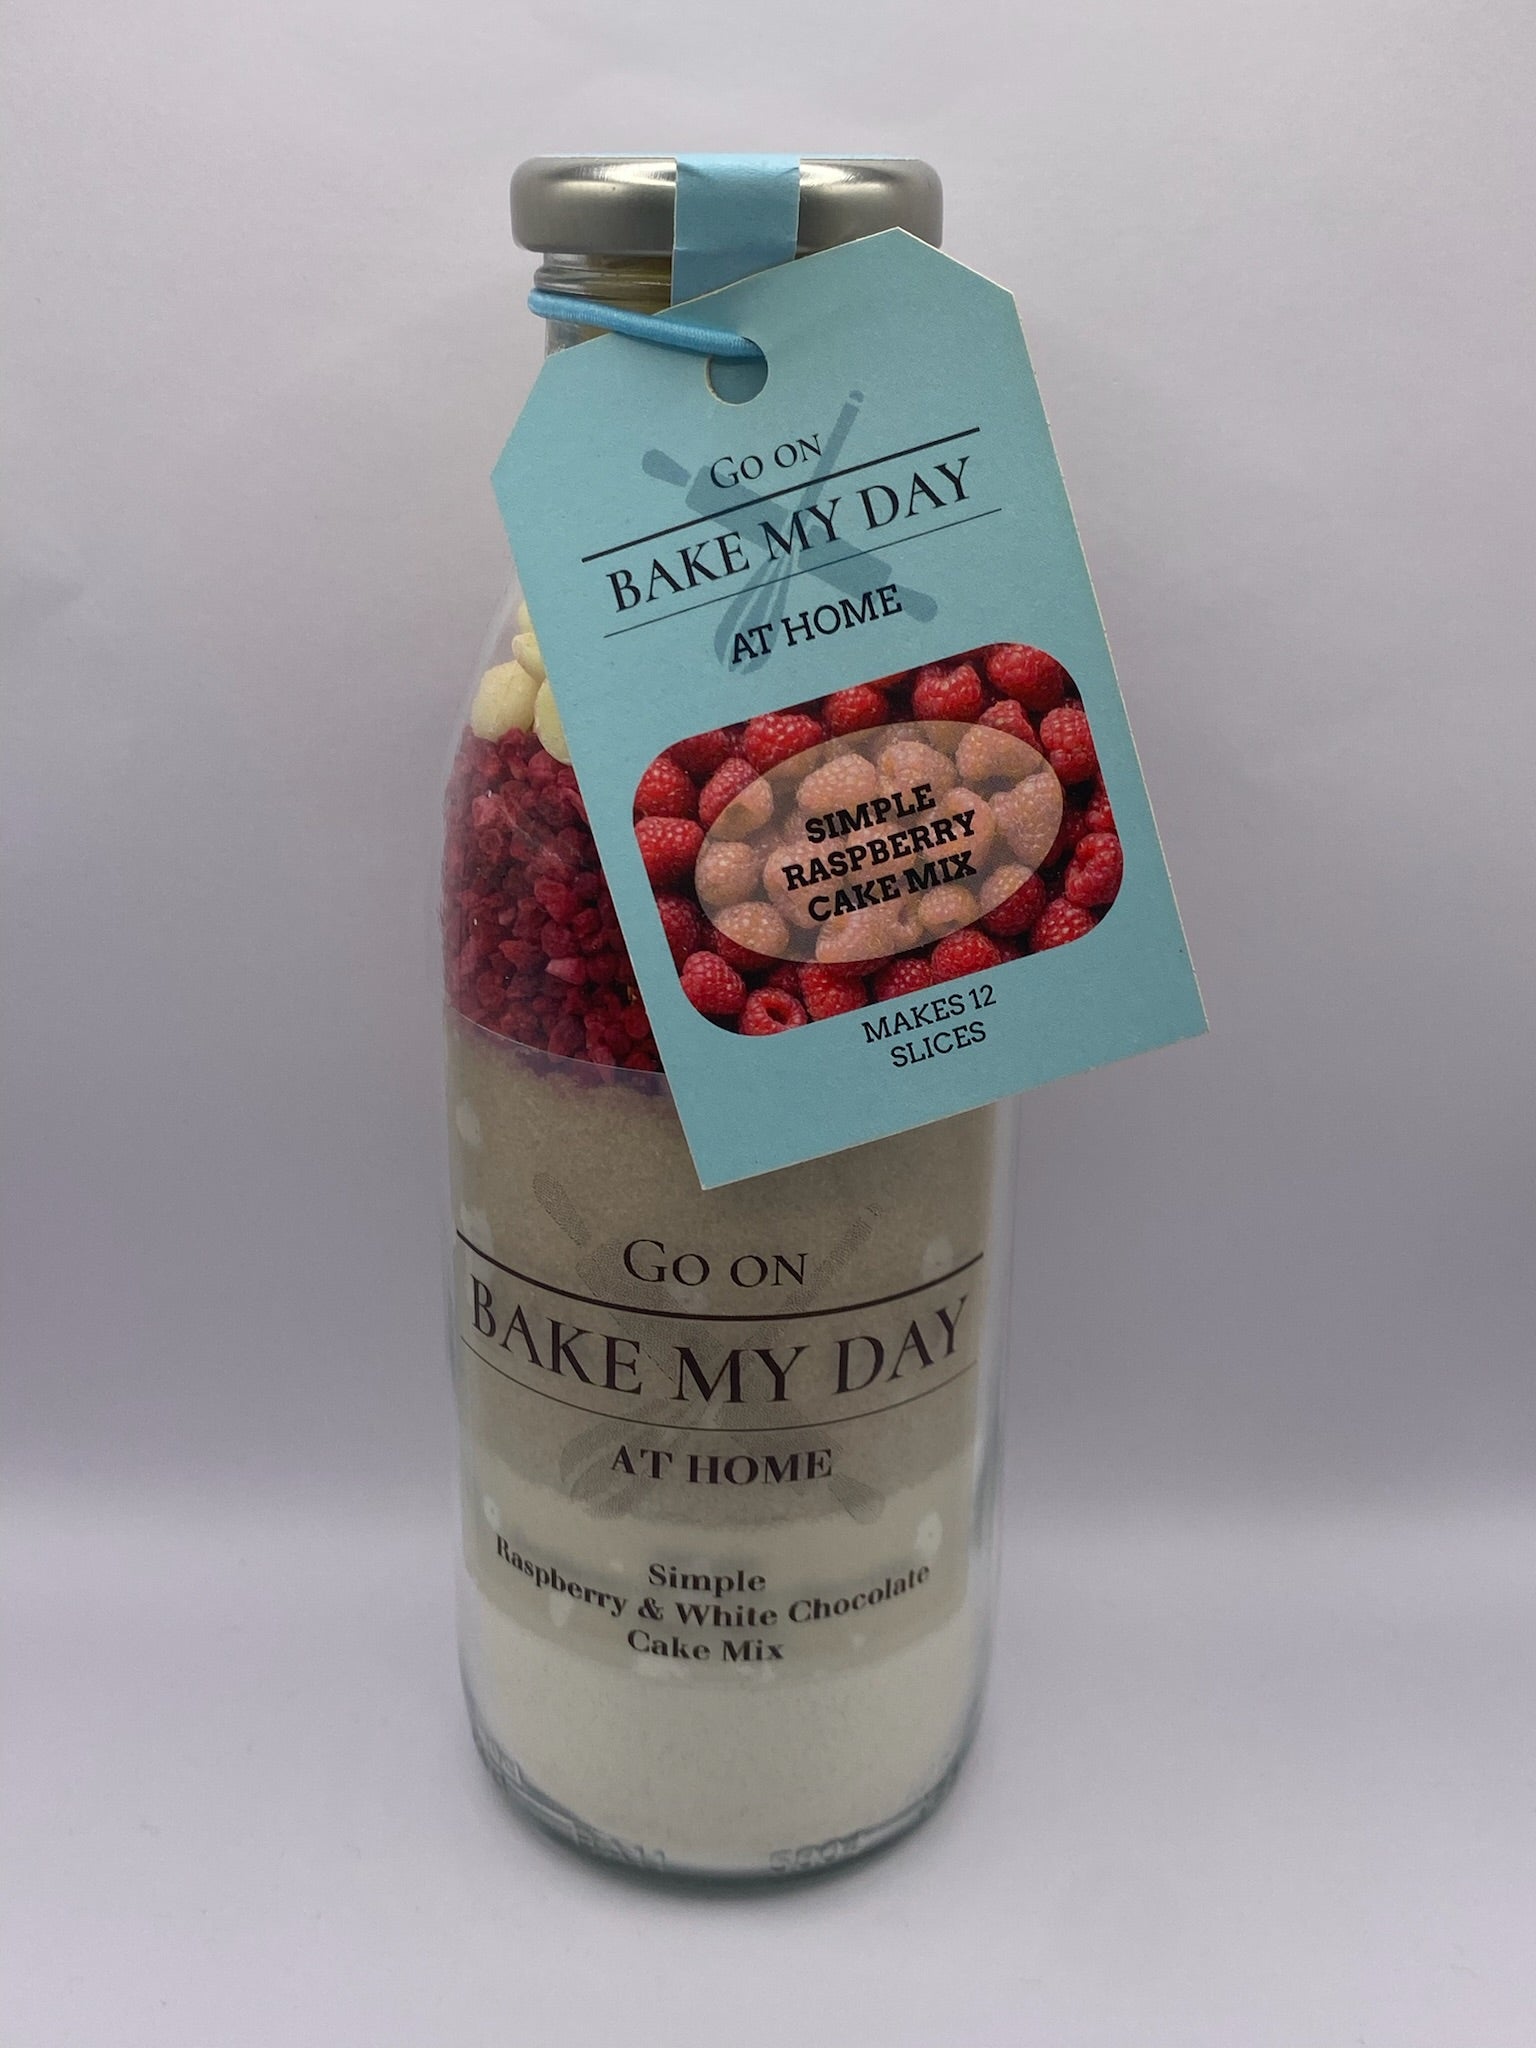 GO ON
BAKE MY DAY
AT HOME
SIMPLE
RASPBERRY
CAKE MIX
MAKES 12
SLICES
GO ON
BAKE MY DAY
AT HOME
Simple
Raspberry & White Chocolate
Cake Mix